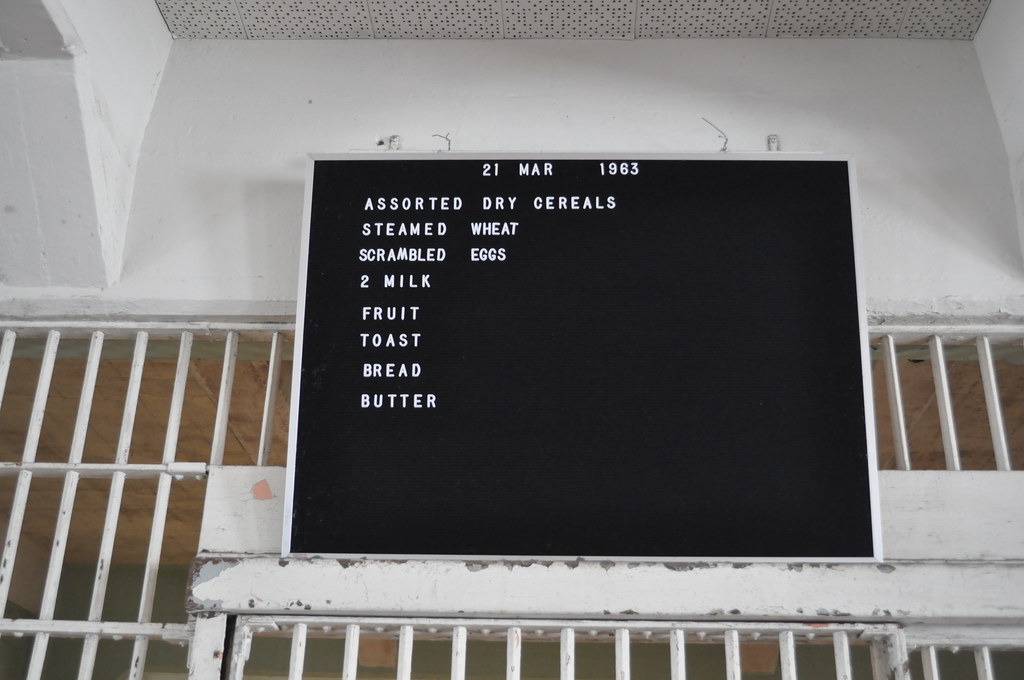 21 MAR 1963
ASSORTED DRY CEREALS
STEAMED WHEAT
SCRAMBLED EGGS
2 MILK
FRUIT
TOAST
BREAD
BUTTER